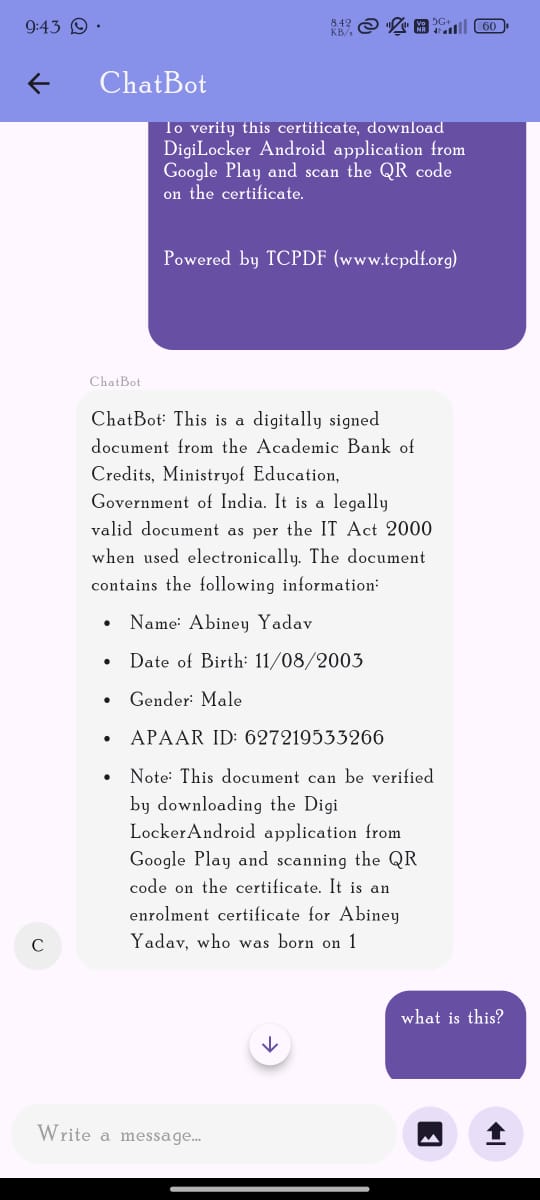 9:43
8.42
KB/s
Vo
NR
5G+
60
ChatBot
To verify this certificate, download
DigiLocker Android application from
Google Play and scan the QR code
on the certificate.
Powered by TCPDF (www.tcpdf.org)
ChatBot
ChatBot: This is a digitally signed
document from the Academic Bank of
Credits, Ministryof Education,
Government of India. It is a legally
valid document as per the IT Act 2000
when used electronically. The document
contains the following information:
• Name: Abiney Yadav
• Date of Birth: 11/08/2003
• Gender: Male
• APAAR ID: 627219533266
• Note: This document can be verified
by downloading the Digi
LockerAndroid application from
Google Play and scanning the QR
code on the certificate. It is an
enrolment certificate for Abiney
Yadav, who was born on 1
C
what is this?
Write a message...